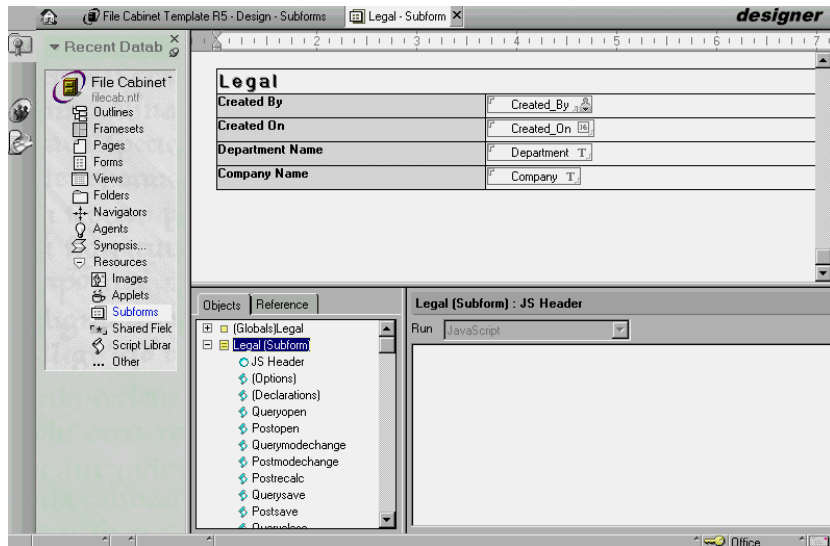 File Cabinet Template R5 - Design - Subforms
Legal - Subform
designer
Recent Datab
2 3 4 5 6 7
File Cabinet
filecab.ntf
Outlines
Framesets
Pages
Forms
Views
Folders
Navigators
Agents
Synopsis...
Resources
Images
Applets
Subforms
Shared Field
Script Librar
... Other
Legal
Created By
Created_By
Created On
Created_On 16
Department Name
Department T
Company Name
Company T
Objects
Reference
(Globals)Legal
Legal (Subform)
JS Header
(Options)
(Declarations)
Queryopen
Postopen
Querymodechange
Postmodechange
Postrecalc
Querysave
Postsave
Queryclose
Legal (Subform) : JS Header
Run JavaScript
Office